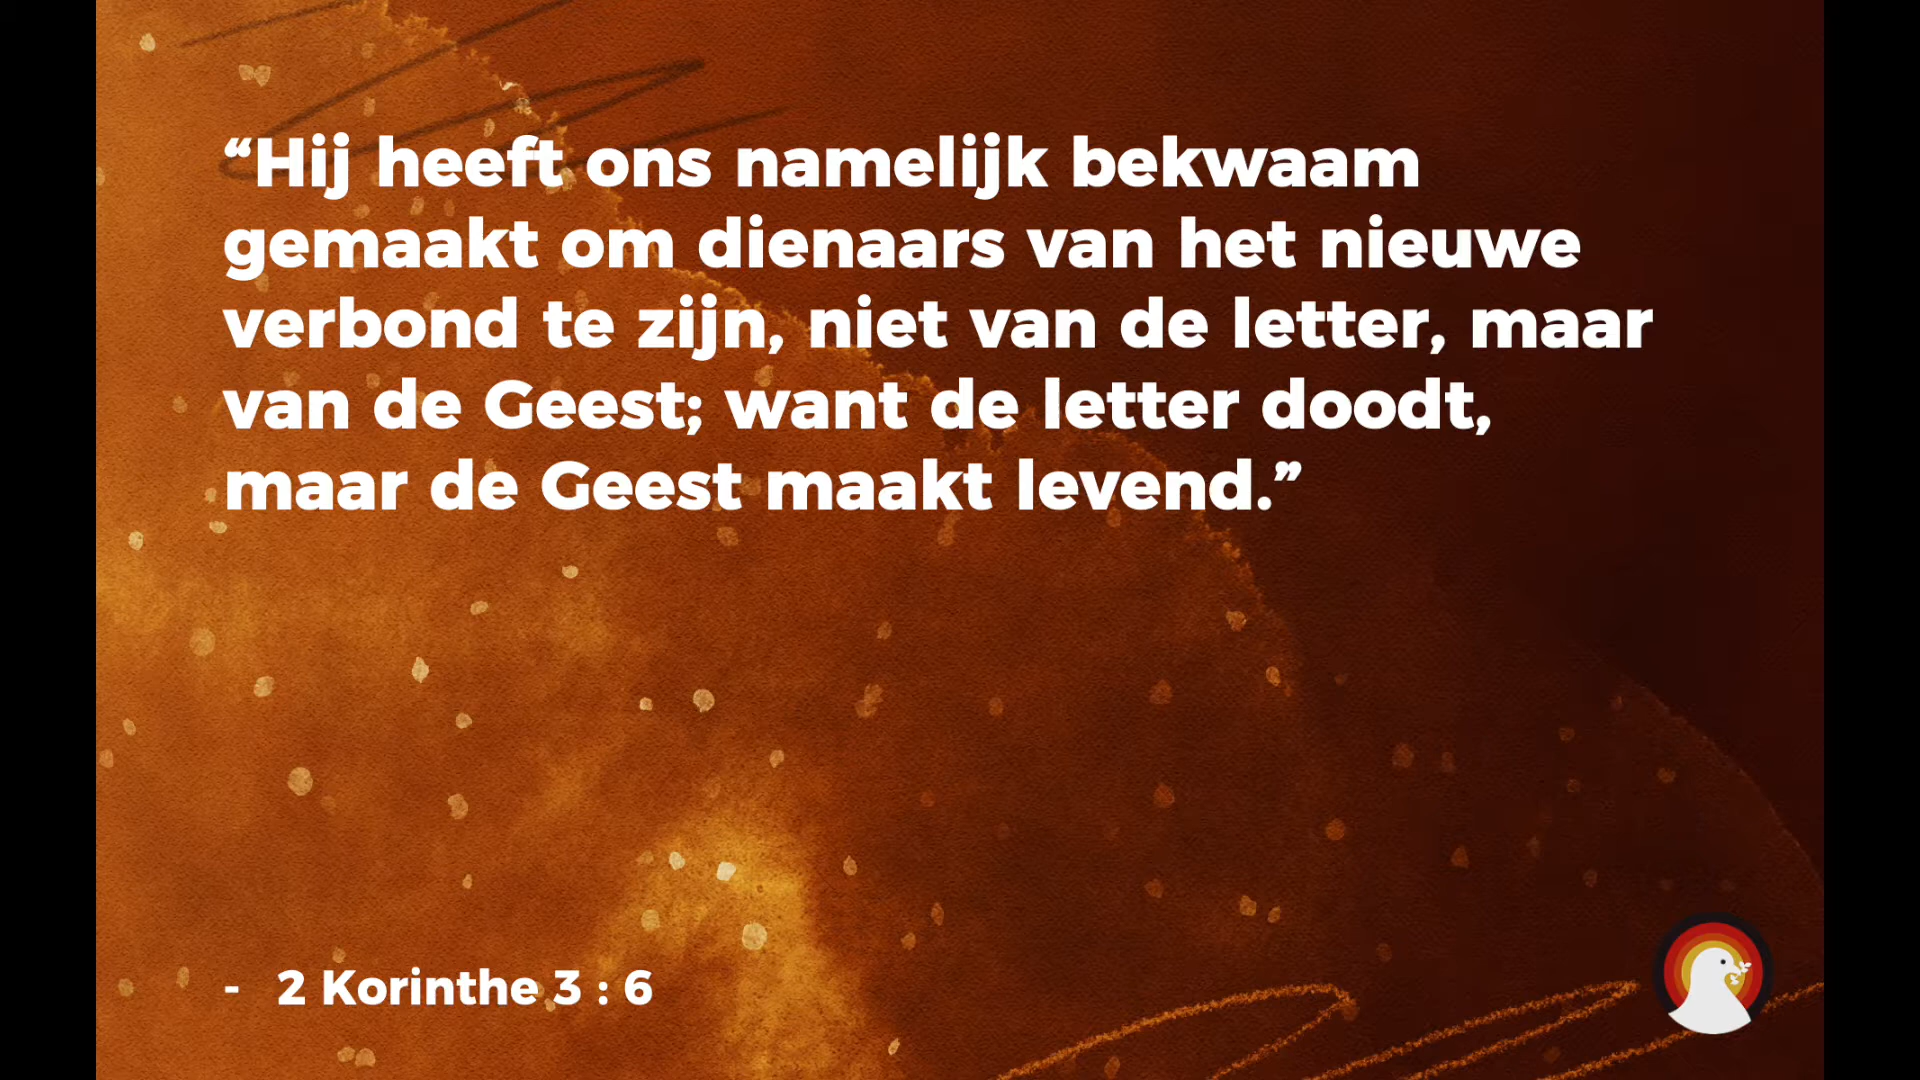 “Hij heeft ons namelijk bekwaam
gemaakt om dienaars van het nieuwe
verbond te zijn, niet van de letter, maar
van de Geest; want de letter doodt,
maar de Geest maakt levend.”
- 2 Korinthe 3 : 6